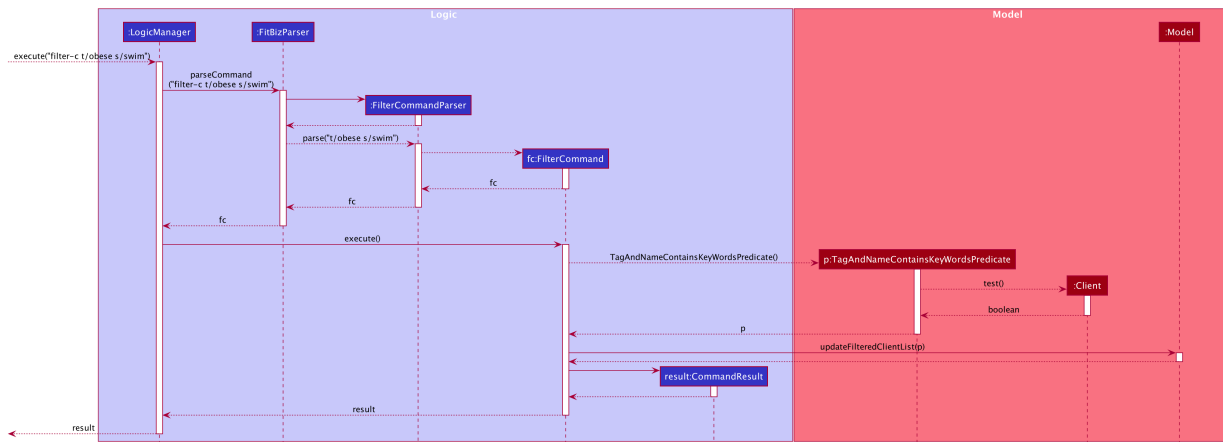 Logic
Model
:LogicManager
:FitBizParser
:Model
execute("filter-c t/obese s/swim")
parseCommand
("filter-c t/obese s/swim")
:FilterCommandParser
parse("t/obese s/swim")
fc:FilterCommand
fc
fc
fc
execute()
TagAndNameContainsKeyWordsPredicate()
p:TagAndNameContainsKeyWordsPredicate
test()
:Client
boolean
p
updateFilteredClientList(p)
result:CommandResult
result
result